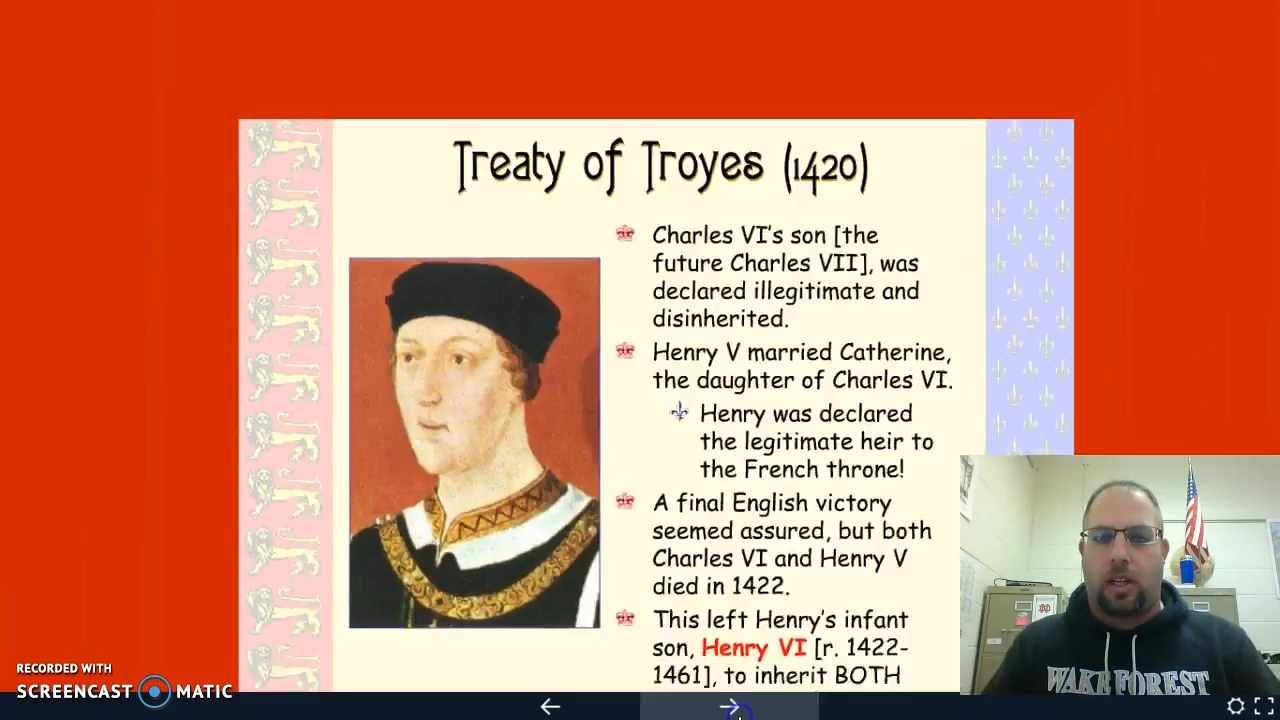 Treaty of Troyes (1420)
Charles VI's son [the
future Charles VII], was
declared illegitimate and
disinherited.
Henry V married Catherine,
the daughter of Charles VI.
Henry was declared
the legitimate heir to
the French throne!
A final English victory
seemed assured, but both
Charles VI and Henry V
died in 1422.
This left Henry's infant
son, Henry VI [r. 1422-
1461], to inherit BOTH
WAKE FOREST
RECORDED WITH
SCREENCAST MATIC